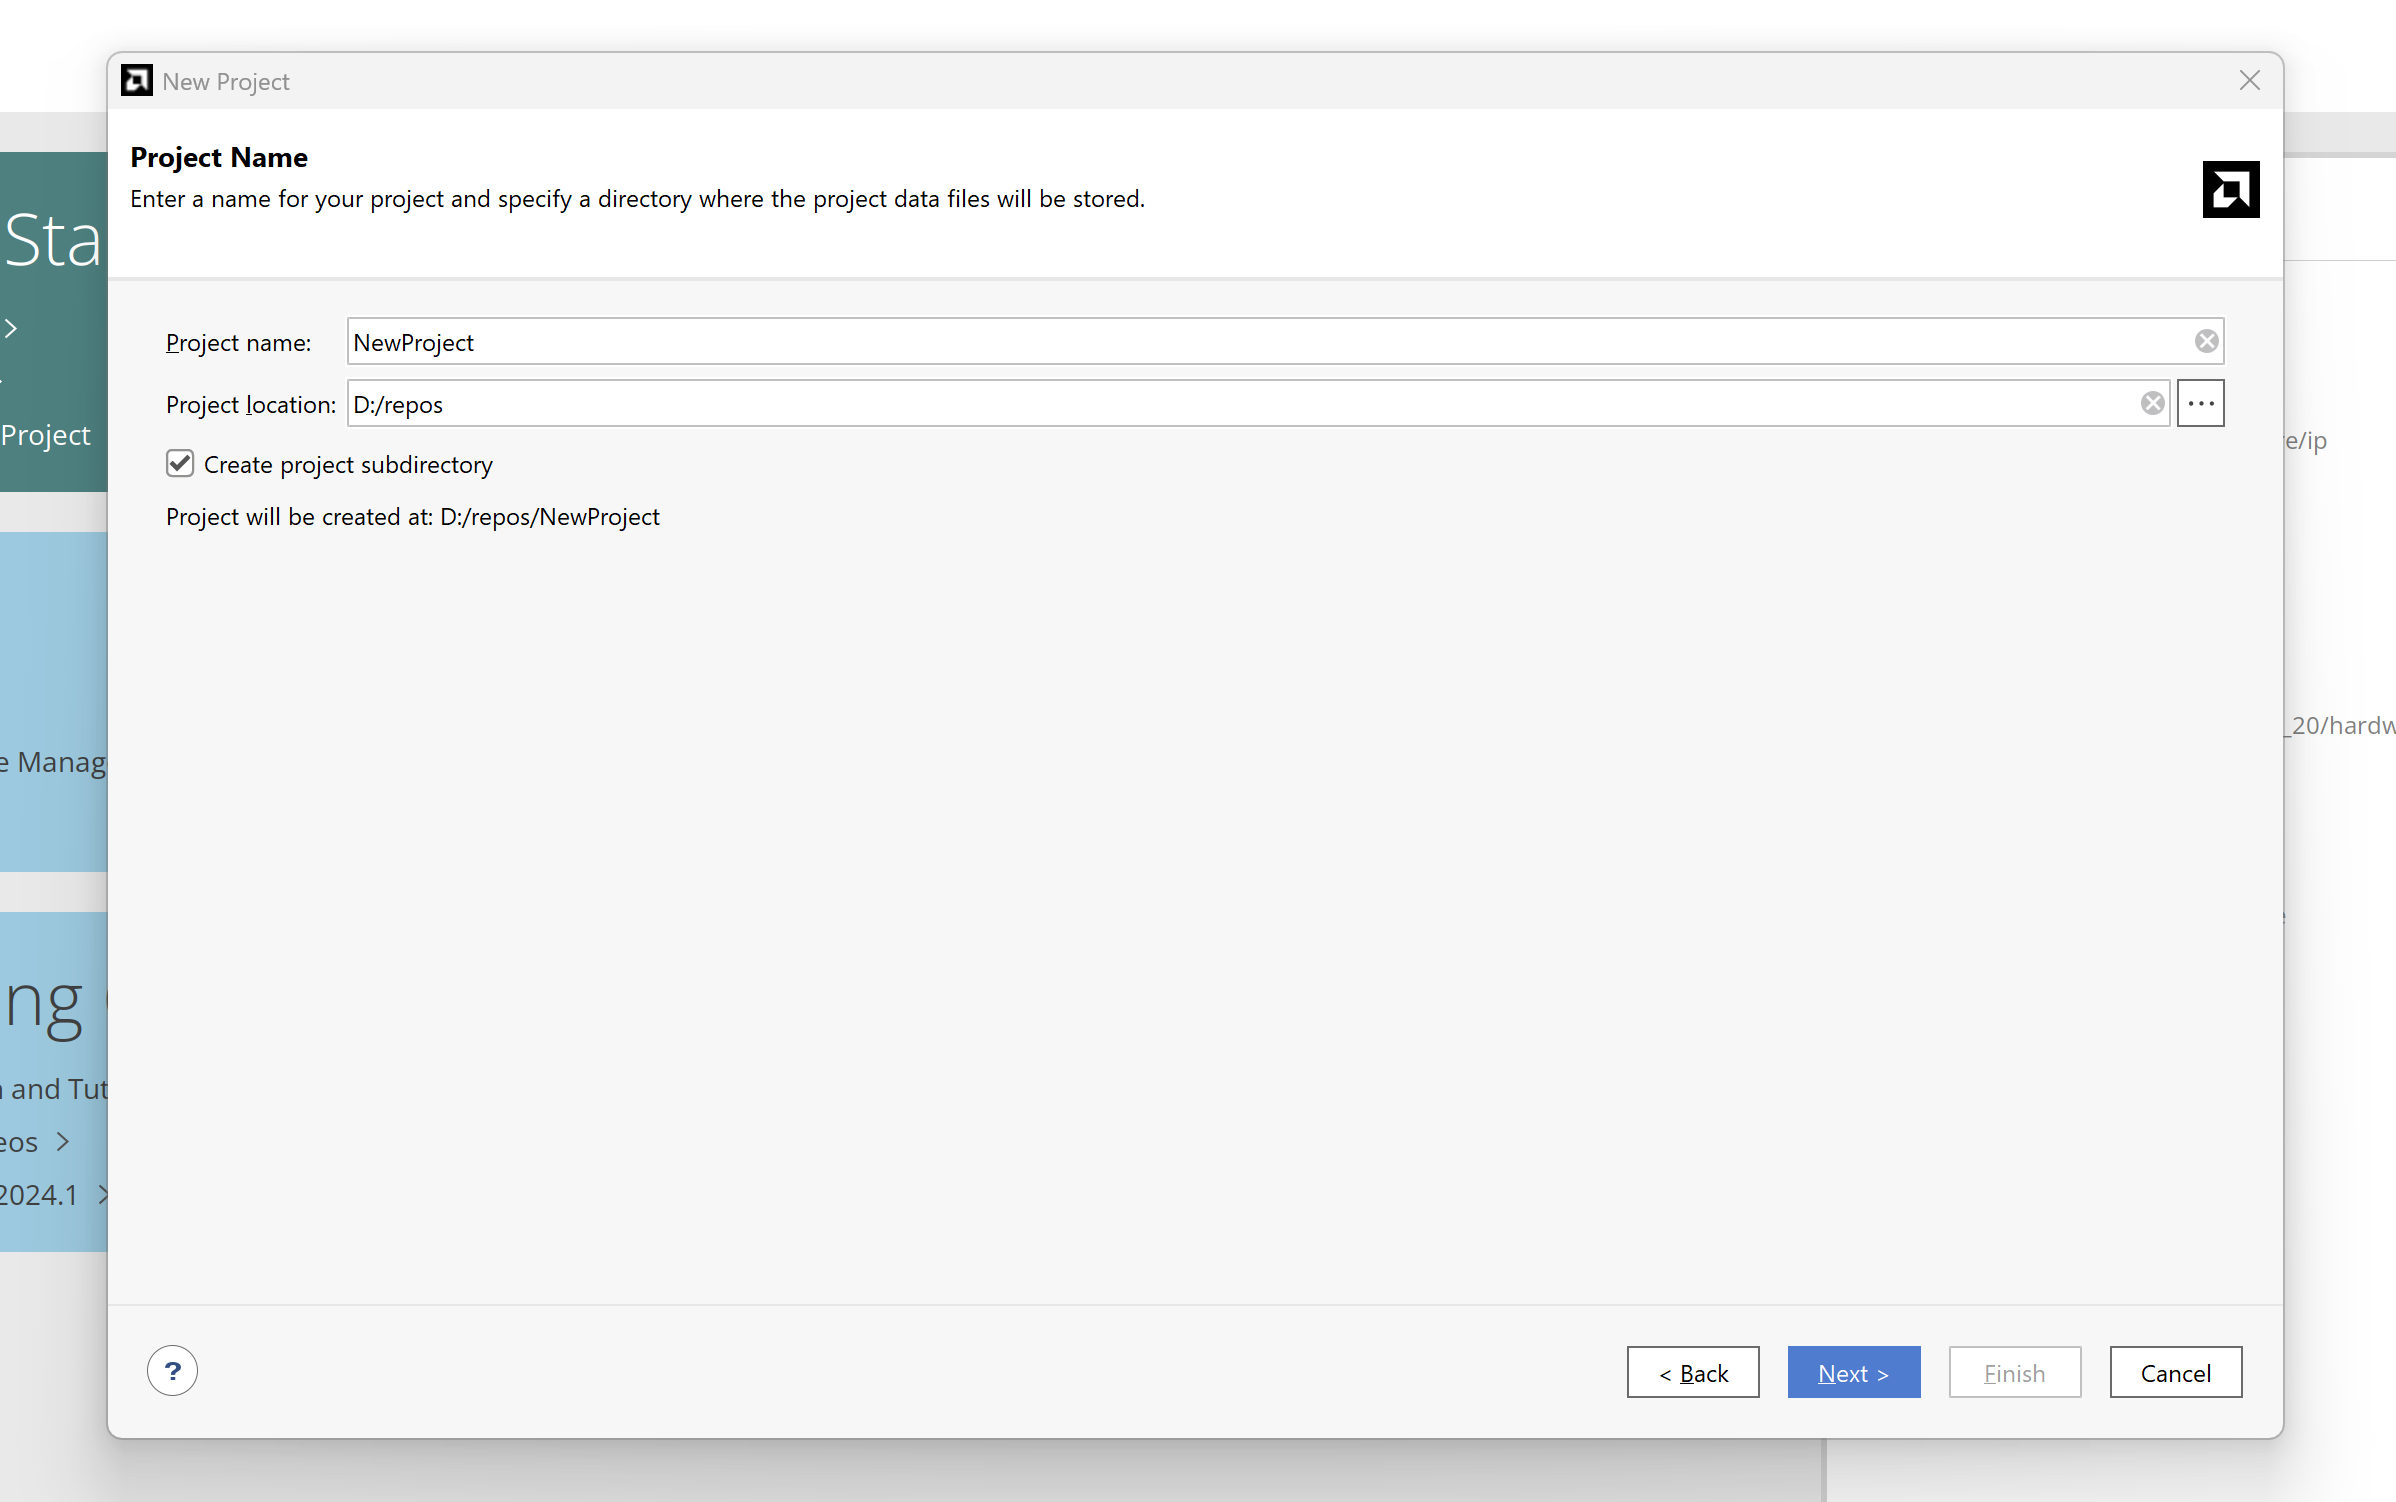 New Project
Project Name
Enter a name for your project and specify a directory where the project data files will be stored.
Project name: NewProject
Project location: D:/repos ...
Create project subdirectory
Project will be created at: D:/repos/NewProject
? < Back Next > Finish Cancel
Sta
>
Project
e Manag
ng
and Tut
eos >
2024.1 >
e/ip
_20/hardw